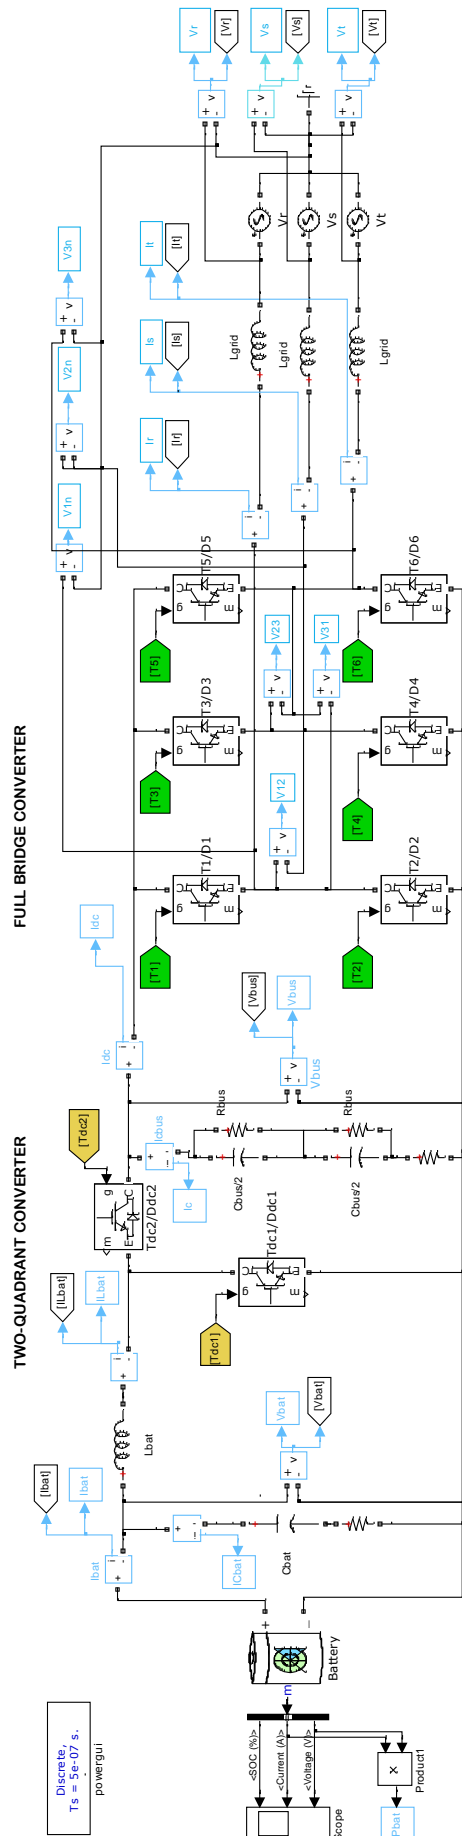 Discrete,
Ts = 5e-07 s.
powergui
TWO-QUADRANT CONVERTER
FULL BRIDGE CONVERTER
<SOC (%)>
<Current (A)>
<Voltage (V)>
m
Product1
Pbat
Battery
+
_
Ibat
[Ibat]
Ibat
ICbat
Cbat
Vbat
[Vbat]
Lbat
[ILbat]
ILbat
[Tdc1]
Tdc1/Ddc1
[Tdc2]
Tdc2/Ddc2
Icbus
Ic
Cbus/2
Cbus/2
Rbus
Rbus
Vbus
[Vbus]
Vbus
Idc
Idc
[T1]
T1/D1
[T3]
T3/D3
[T5]
T5/D5
[T2]
T2/D2
[T4]
T4/D4
[T6]
T6/D6
V12
V23
V31
V1n
V2n
V3n
Ir
[Ir]
Is
[Is]
It
[It]
Lgrid
Lgrid
Lgrid
Vr
Vs
Vt
Vr
[Vr]
Vs
[Vs]
Vt
[Vt]